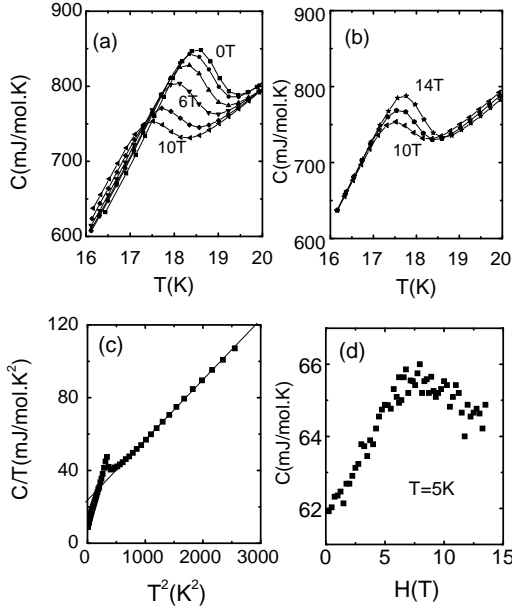 900
800
700
600
C(mJ/mol.K)
(a)
0T
6T
10T
16 17 18 19 20
T(K)
900
800
700
600
C(mJ/mol.K)
(b)
14T
10T
16 17 18 19 20
T(K)
120
80
40
0
C/T(mJ/mol.K²)
(c)
0 1000 2000 3000
T²(K²)
66
64
62
C(mJ/mol.K)
(d)
T=5K
0 5 10 15
H(T)